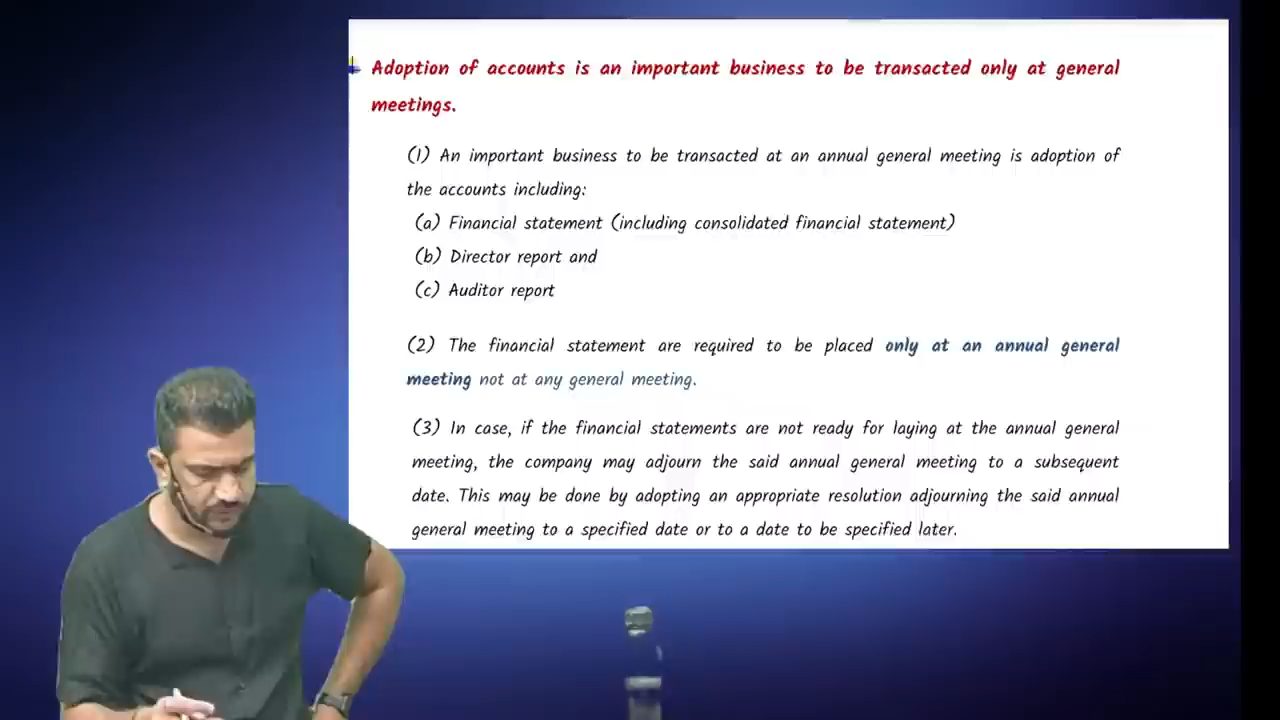 Adoption of accounts is an important business to be transacted only at general
meetings.
(1) An important business to be transacted at an annual general meeting is adoption of
the accounts including:
(a) Financial statement (including consolidated financial statement)
(b) Director report and
(c) Auditor report
(2) The financial statement are required to be placed only at an annual general
meeting not at any general meeting.
(3) In case, if the financial statements are not ready for laying at the annual general
meeting, the company may adjourn the said annual general meeting to a subsequent
date. This may be done by adopting an appropriate resolution adjourning the said annual
general meeting to a specified date or to a date to be specified later.